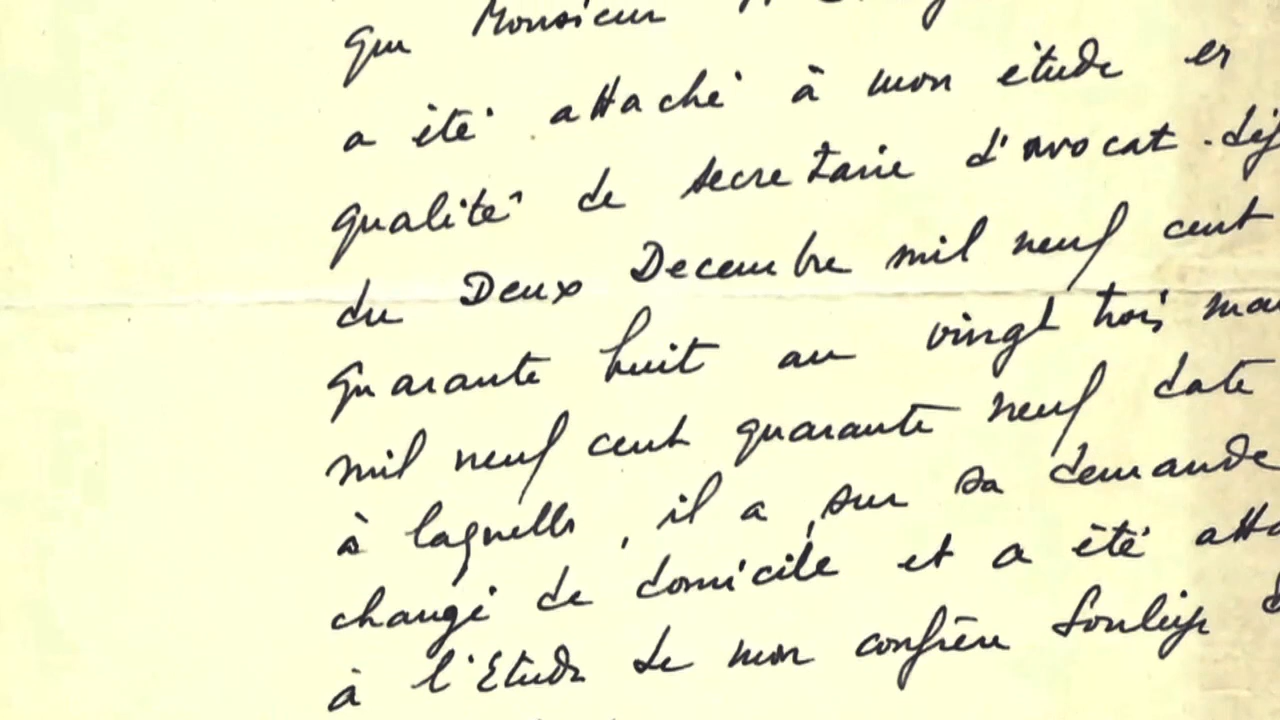 que Monsieur
a été attaché à mon étude en
qualité de secretaire d'avocat
du Deux Decembre mil neuf cent
quarante huit au vingt trois
mil neuf cent quarante neuf date
à laquelle, il a, sur sa demande
changé de domicile et a été
à l'Etude de mon confrère